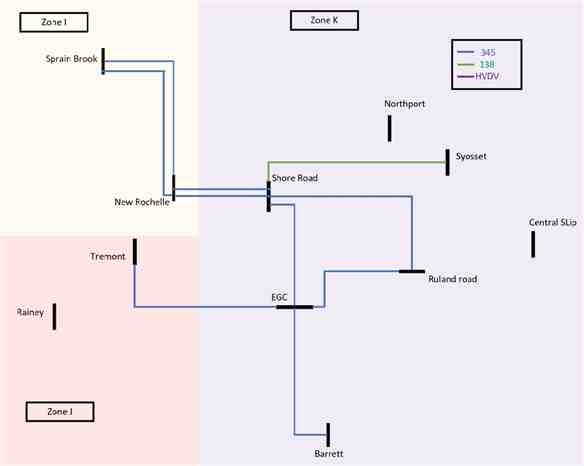 Zone I
Zone K
Sprain Brook
345
138
HVDV
Northport
Syosset
Shore Road
New Rochelle
Central SLip
Tremont
Ruland road
EGC
Rainey
Zone J
Barrett